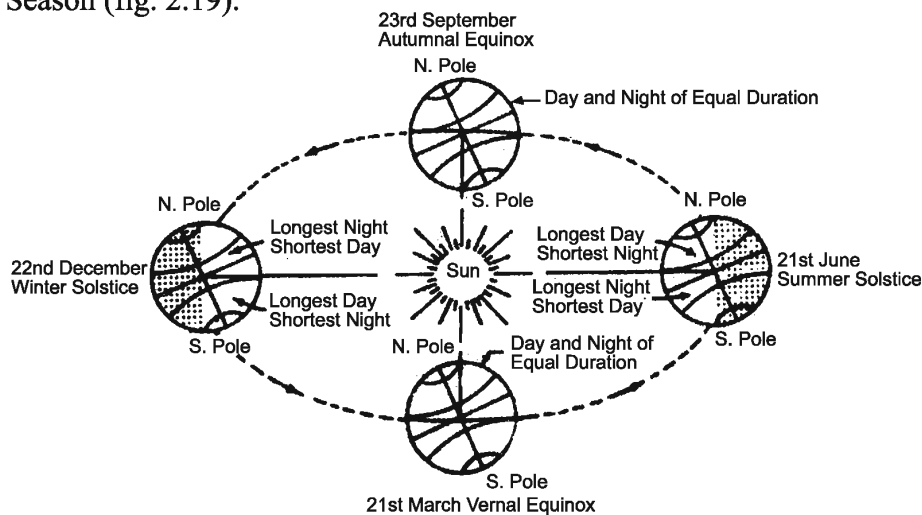 Season (fig. 2.19).
23rd September
Autumnal Equinox
N. Pole
Day and Night of Equal Duration
S. Pole
N. Pole
Longest Night
Shortest Day
22nd December
Winter Solstice
Longest Day
Shortest Night
S. Pole
Sun
N. Pole
Longest Day
Shortest Night
21st June
Summer Solstice
Longest Night
Shortest Day
S. Pole
N. Pole
Day and Night of
Equal Duration
S. Pole
21st March Vernal Equinox